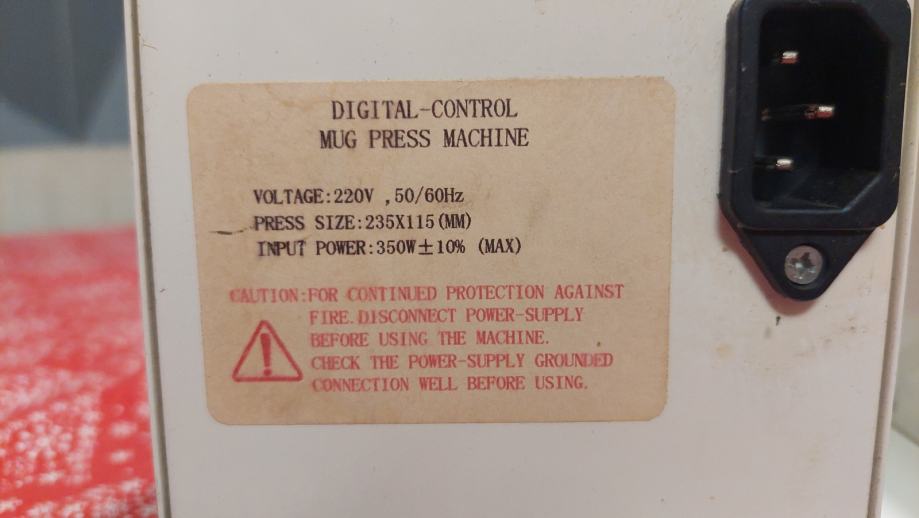 DIGITAL-CONTROL
MUG PRESS MACHINE
VOLTAGE:220V ,50/60Hz
PRESS SIZE:235X115(MM)
INPUT POWER:350W±10% (MAX)
CAUTION:FOR CONTINUED PROTECTION AGAINST
FIRE.DISCONNECT POWER-SUPPLY
BEFORE USING THE MACHINE.
CHECK THE POWER-SUPPLY GROUNDED
CONNECTION WELL BEFORE USING.